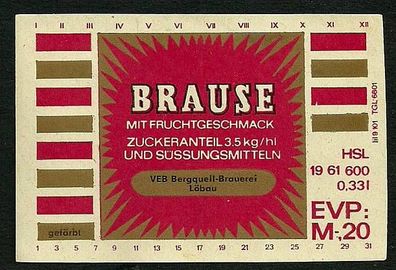 I II III IV V VI VII VIII IX X XI XII
BRAUSE
MIT FRUCHTGESCHMACK
ZUCKERANTEIL 3,5 kg/hl
UND SÜSSUNGSMITTELN
VEB Bergquell-Brauerei
Löbau
gefärbt
TGL 6801
HSL
19 61 600
0,33 l
EVP:
M-,20
1 3 5 7 9 11 13 15 17 19 21 23 25 27 29 31